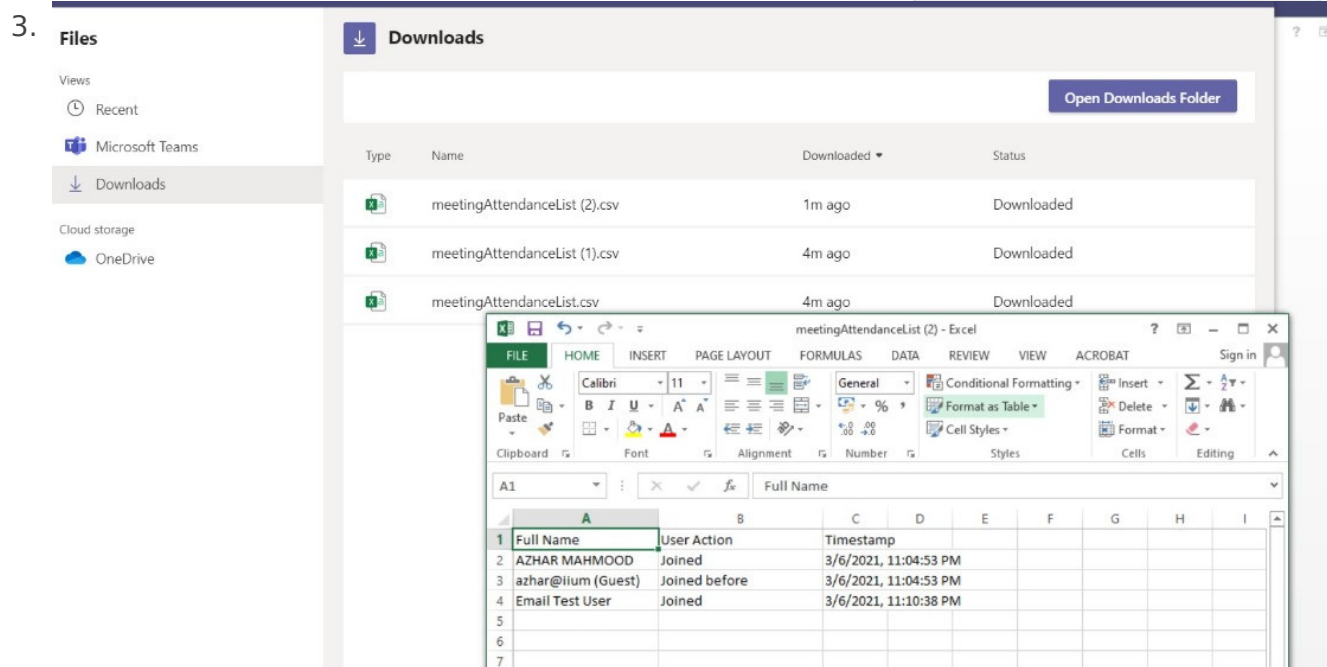 3.
Files
Views
Recent
Microsoft Teams
Downloads
Cloud storage
OneDrive
Downloads
Open Downloads Folder
Type Name Downloaded Status
meetingAttendanceList (2).csv 1m ago Downloaded
meetingAttendanceList (1).csv 4m ago Downloaded
meetingAttendanceList.csv 4m ago Downloaded
meetingAttendanceList (2) - Excel
FILE HOME INSERT PAGE LAYOUT FORMULAS DATA REVIEW VIEW ACROBAT Sign in
Calibri 11 General Conditional Formatting Insert
Paste B I U A A % , Format as Table Delete
A Cell Styles Format
Clipboard Font Alignment Number Styles Cells Editing
A1 fx Full Name
A B C D E F G H I
1 Full Name User Action Timestamp
2 AZHAR MAHMOOD Joined 3/6/2021, 11:04:53 PM
3 azhar@iium (Guest) Joined before 3/6/2021, 11:04:53 PM
4 Email Test User Joined 3/6/2021, 11:10:38 PM
5
6
7